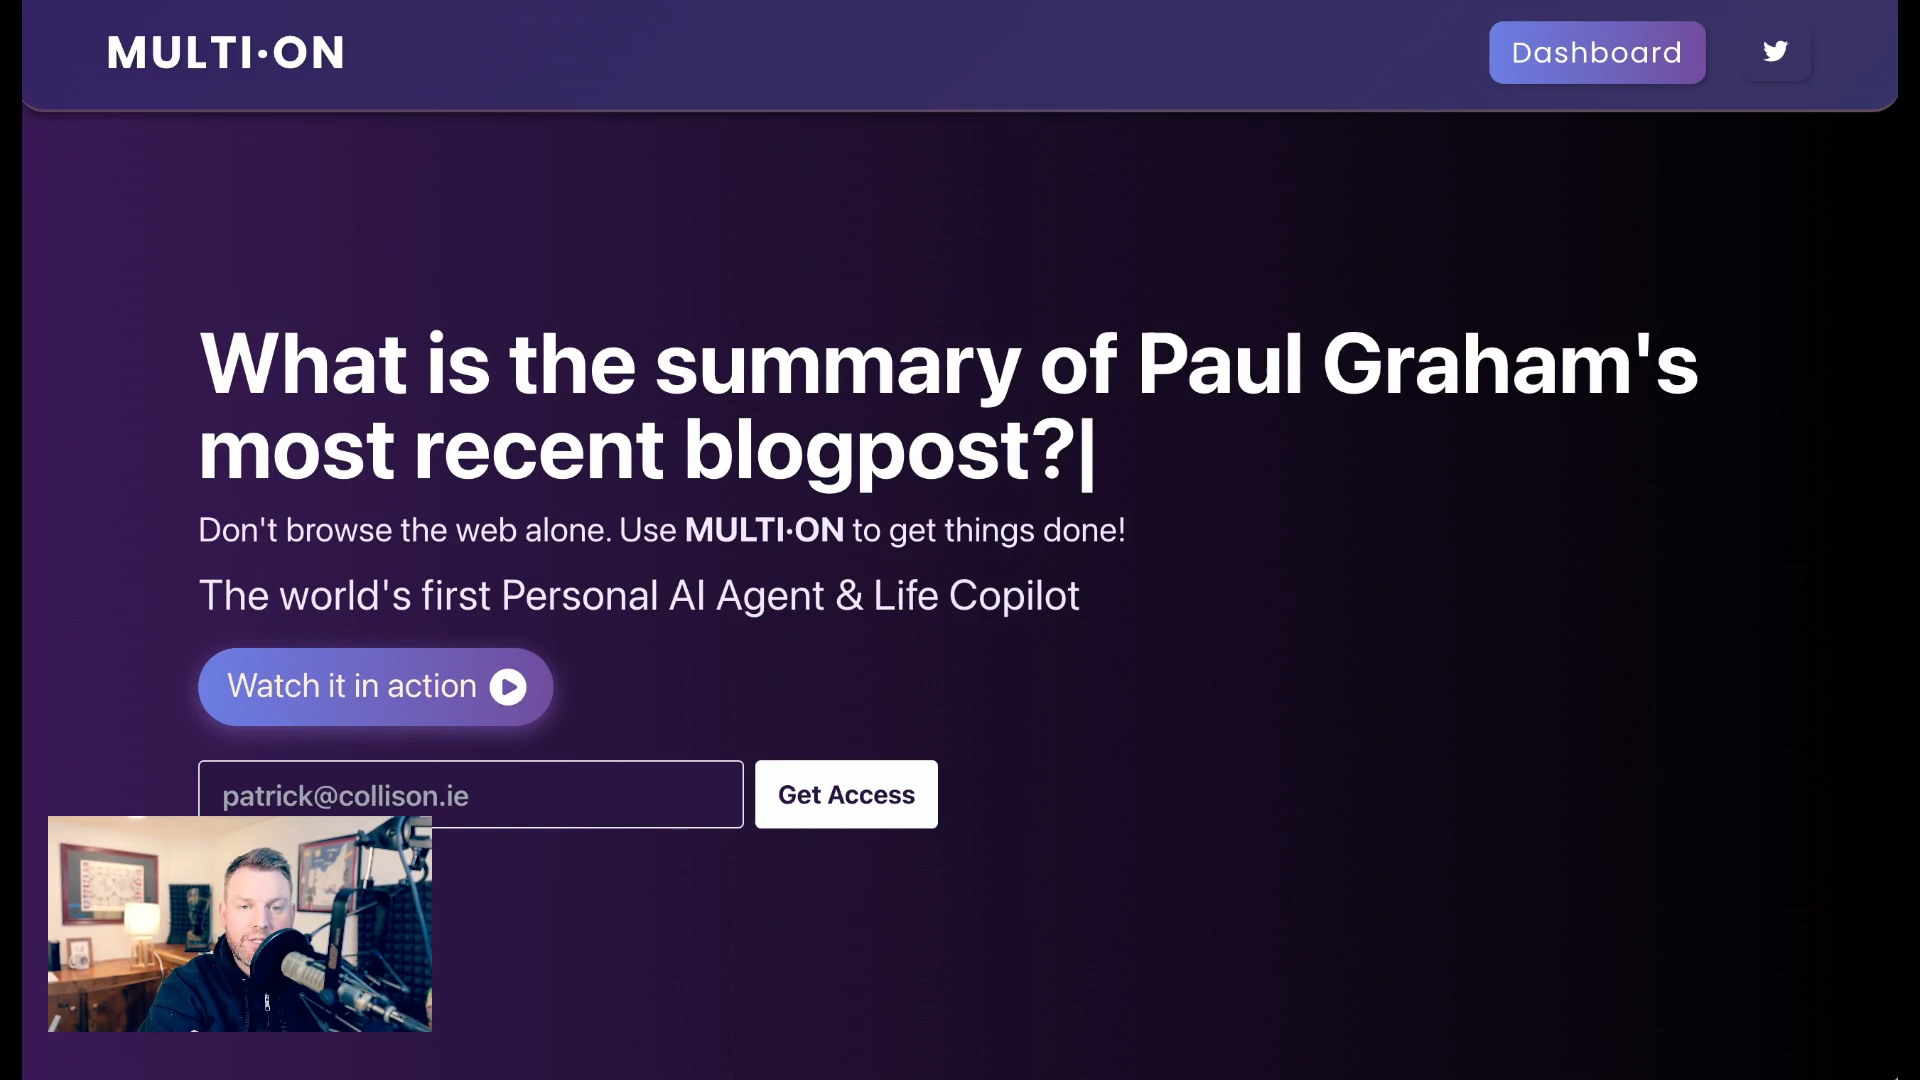 MULTI·ON
Dashboard
What is the summary of Paul Graham's
most recent blogpost?|
Don't browse the web alone. Use MULTI·ON to get things done!
The world's first Personal AI Agent & Life Copilot
Watch it in action
patrick@collison.ie
Get Access